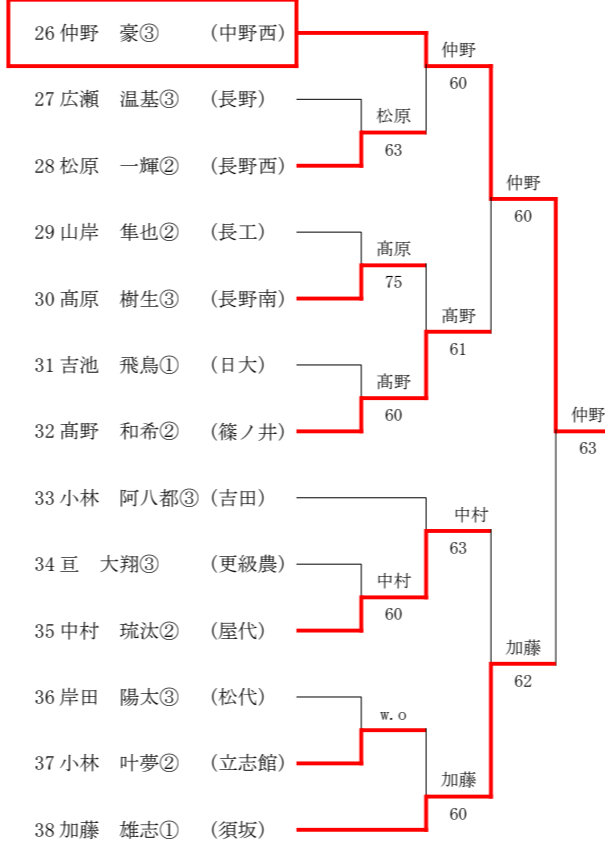 26 仲野　豪③　(中野西)
仲野
60
27 広瀬　温基③　(長野)
松原
63
28 松原　一輝②　(長野西)
仲野
60
29 山岸　隼也②　(長工)
髙原
75
30 髙原　樹生③　(長野南)
髙野
61
31 吉池　飛鳥①　(日大)
髙野
60
32 髙野　和希②　(篠ノ井)
仲野
63
33 小林　阿八都③　(吉田)
中村
63
34 亘　大翔③　(更級農)
中村
60
35 中村　琉汰②　(屋代)
加藤
62
36 岸田　陽太③　(松代)
w.o
37 小林　叶夢②　(立志館)
加藤
60
38 加藤　雄志①　(須坂)